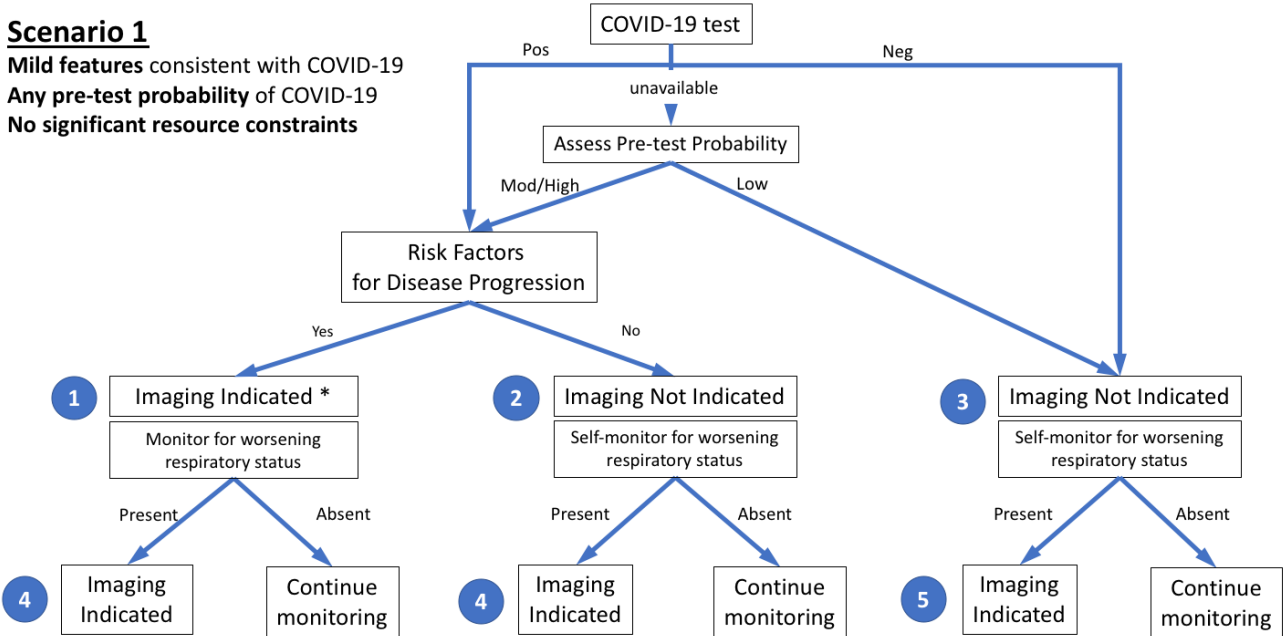 Scenario 1
Mild features consistent with COVID-19
Any pre-test probability of COVID-19
No significant resource constraints
COVID-19 test
Pos
Neg
unavailable
Assess Pre-test Probability
Mod/High
Low
Risk Factors
for Disease Progression
Yes
No
1
Imaging Indicated *
Monitor for worsening
respiratory status
2
Imaging Not Indicated
Self-monitor for worsening
respiratory status
3
Imaging Not Indicated
Self-monitor for worsening
respiratory status
Present
Absent
Present
Absent
Present
Absent
4
Imaging
Indicated
Continue
monitoring
4
Imaging
Indicated
Continue
monitoring
5
Imaging
Indicated
Continue
monitoring